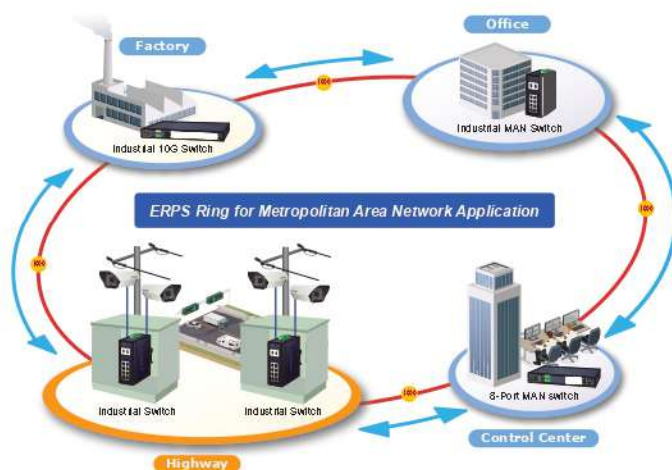 Factory
Office
Industrial 10G Switch
Industrial MAN Switch
ERPS Ring for Metropolitan Area Network Application
Industrial Switch
Industrial Switch
8-Port MAN switch
Highway
Control Center